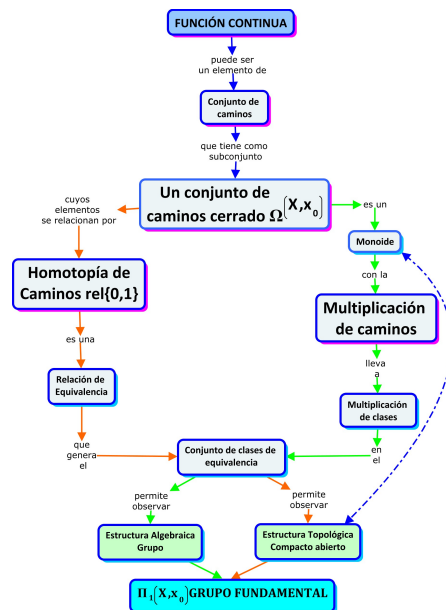 FUNCIÓN CONTINUA
puede ser
un elemento de
Conjunto de
caminos
que tiene como
subconjunto
Un conjunto de
caminos cerrado Ω(X,x₀)
cuyos
elementos
se relacionan por
es un
Monoide
Homotopía de
Caminos rel{0,1}
con la
Multiplicación
de caminos
es una
lleva
a
Relación de
Equivalencia
Multiplicación
de clases
que
genera
el
en
el
Conjunto de clases de
equivalencia
permite
observar
permite
observar
Estructura Algebraica
Grupo
Estructura Topológica
Compacto abierto
Π₁(X,x₀) GRUPO FUNDAMENTAL